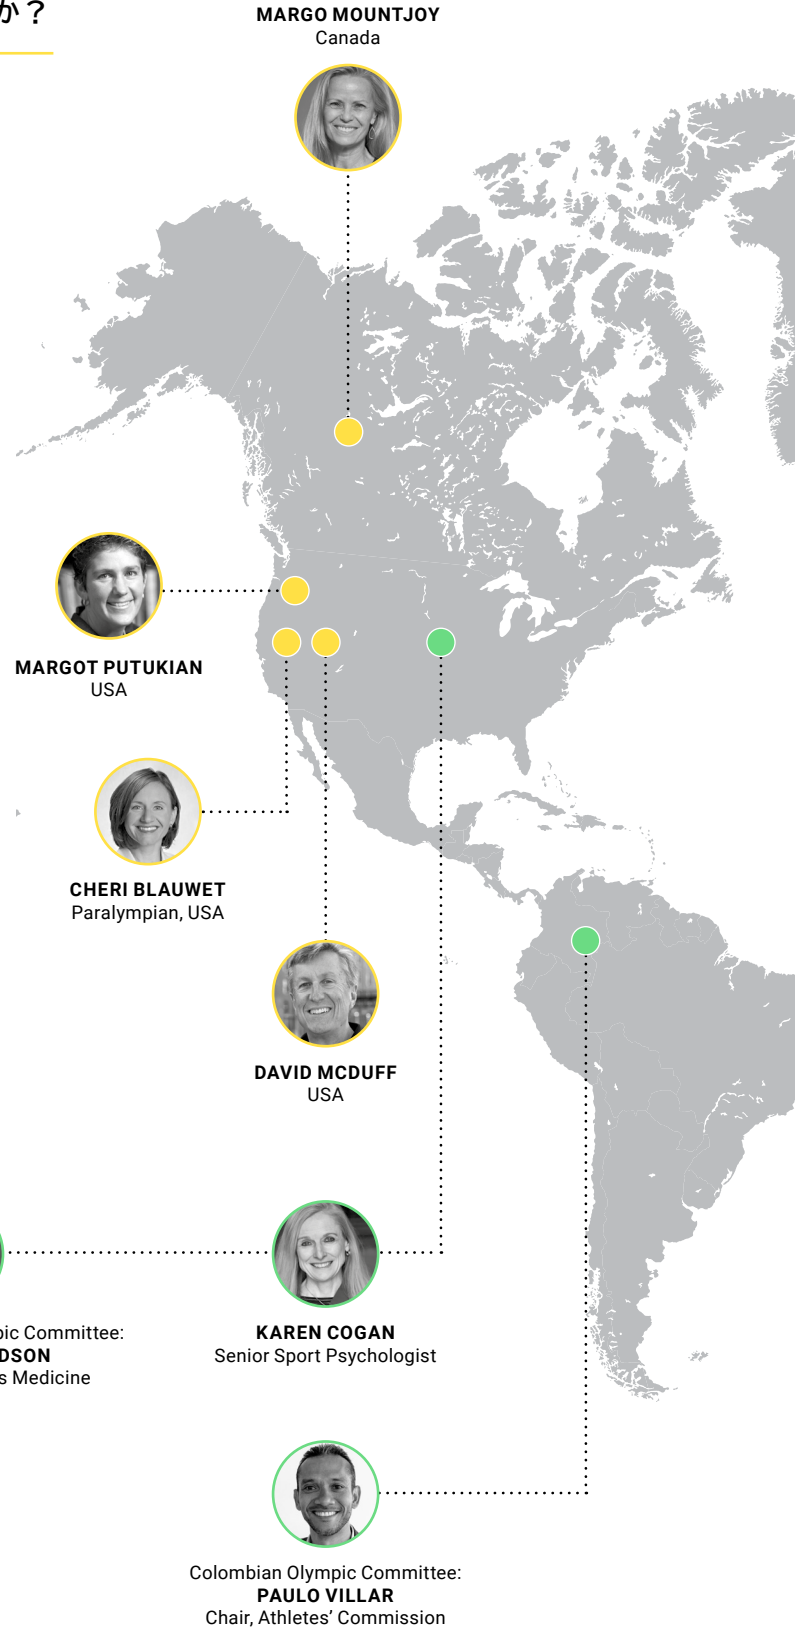 か？
MARGO MOUNTJOY
Canada
MARGOT PUTUKIAN
USA
CHERI BLAUWET
Paralympian, USA
DAVID MCDUFF
USA
pic Committee:
DSON
s Medicine
KAREN COGAN
Senior Sport Psychologist
Colombian Olympic Committee:
PAULO VILLAR
Chair, Athletes’ Commission